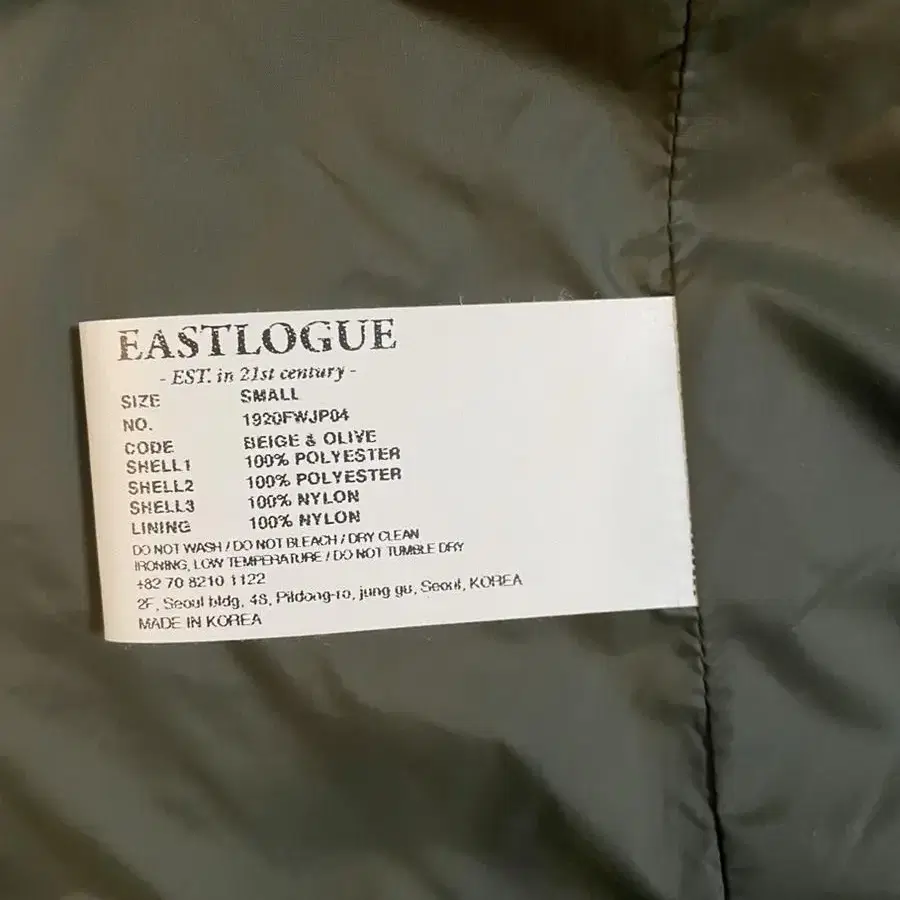 EASTLOGUE
- EST. in 21st century -
SIZE SMALL
NO. 1920FWJP04
CODE BEIGE & OLIVE
SHELL1 100% POLYESTER
SHELL2 100% POLYESTER
SHELL3 100% NYLON
LINING 100% NYLON
DO NOT WASH / DO NOT BLEACH / DRY CLEAN
IRONING, LOW TEMPERATURE / DO NOT TUMBLE DRY
+82 70 8210 1122
2F, Seoul bldg, 48, Pildong-ro, jung gu, Seoul, KOREA
MADE IN KOREA